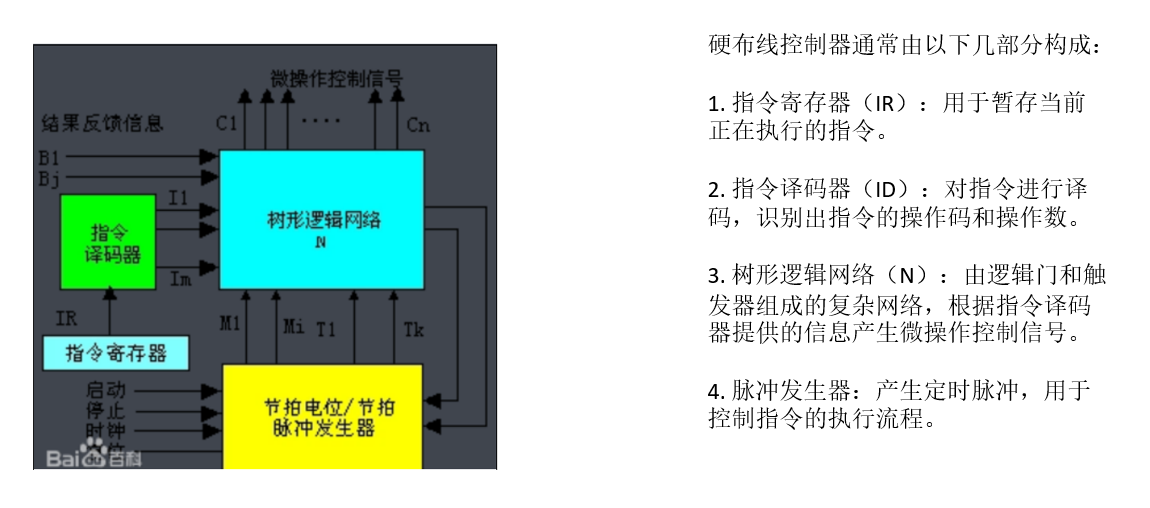 微操作控制信号
结果反馈信息
C1
....
Cn
B1
Bj
I1
树形逻辑网络
N
指令
译码器
Im
IR
M1
Mi
T1
Tk
指令寄存器
启动
停止
时钟
节拍电位/节拍
脉冲发生器
Bai du 百科
硬布线控制器通常由以下几部分构成：
1. 指令寄存器（IR）：用于暂存当前
正在执行的指令。
2. 指令译码器（ID）：对指令进行译
码，识别出指令的操作码和操作数。
3. 树形逻辑网络（N）：由逻辑门和触
发器组成的复杂网络，根据指令译码
器提供的信息产生微操作控制信号。
4. 脉冲发生器：产生定时脉冲，用于
控制指令的执行流程。